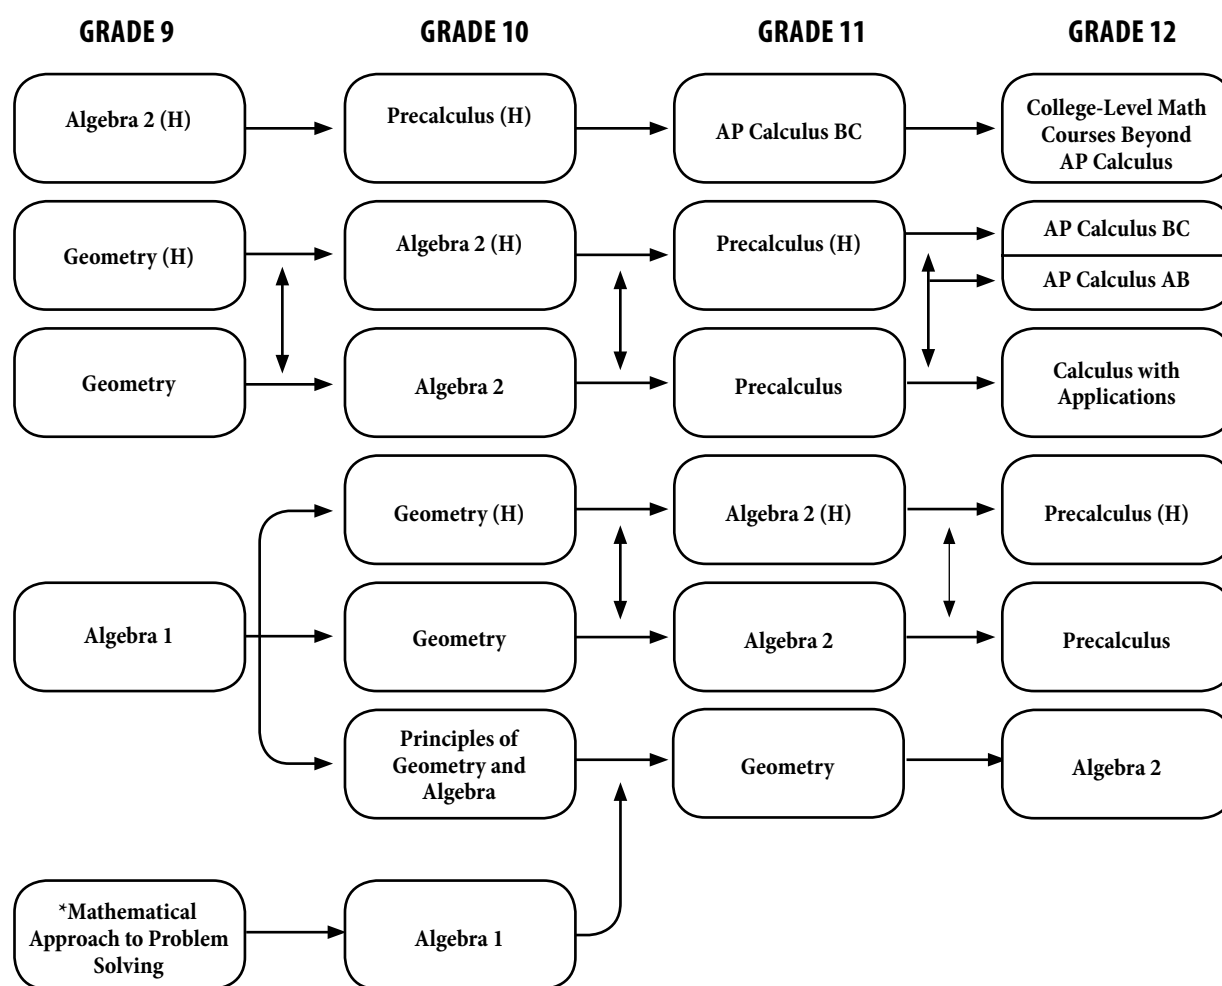 GRADE 9
GRADE 10
GRADE 11
GRADE 12
Algebra 2 (H)
Precalculus (H)
AP Calculus BC
College-Level Math
Courses Beyond
AP Calculus
Geometry (H)
Algebra 2 (H)
Precalculus (H)
AP Calculus BC
AP Calculus AB
Geometry
Algebra 2
Precalculus
Calculus with
Applications
Geometry (H)
Algebra 2 (H)
Precalculus (H)
Algebra 1
Geometry
Algebra 2
Precalculus
Principles of
Geometry and
Algebra
Geometry
Algebra 2
*Mathematical
Approach to Problem
Solving
Algebra 1